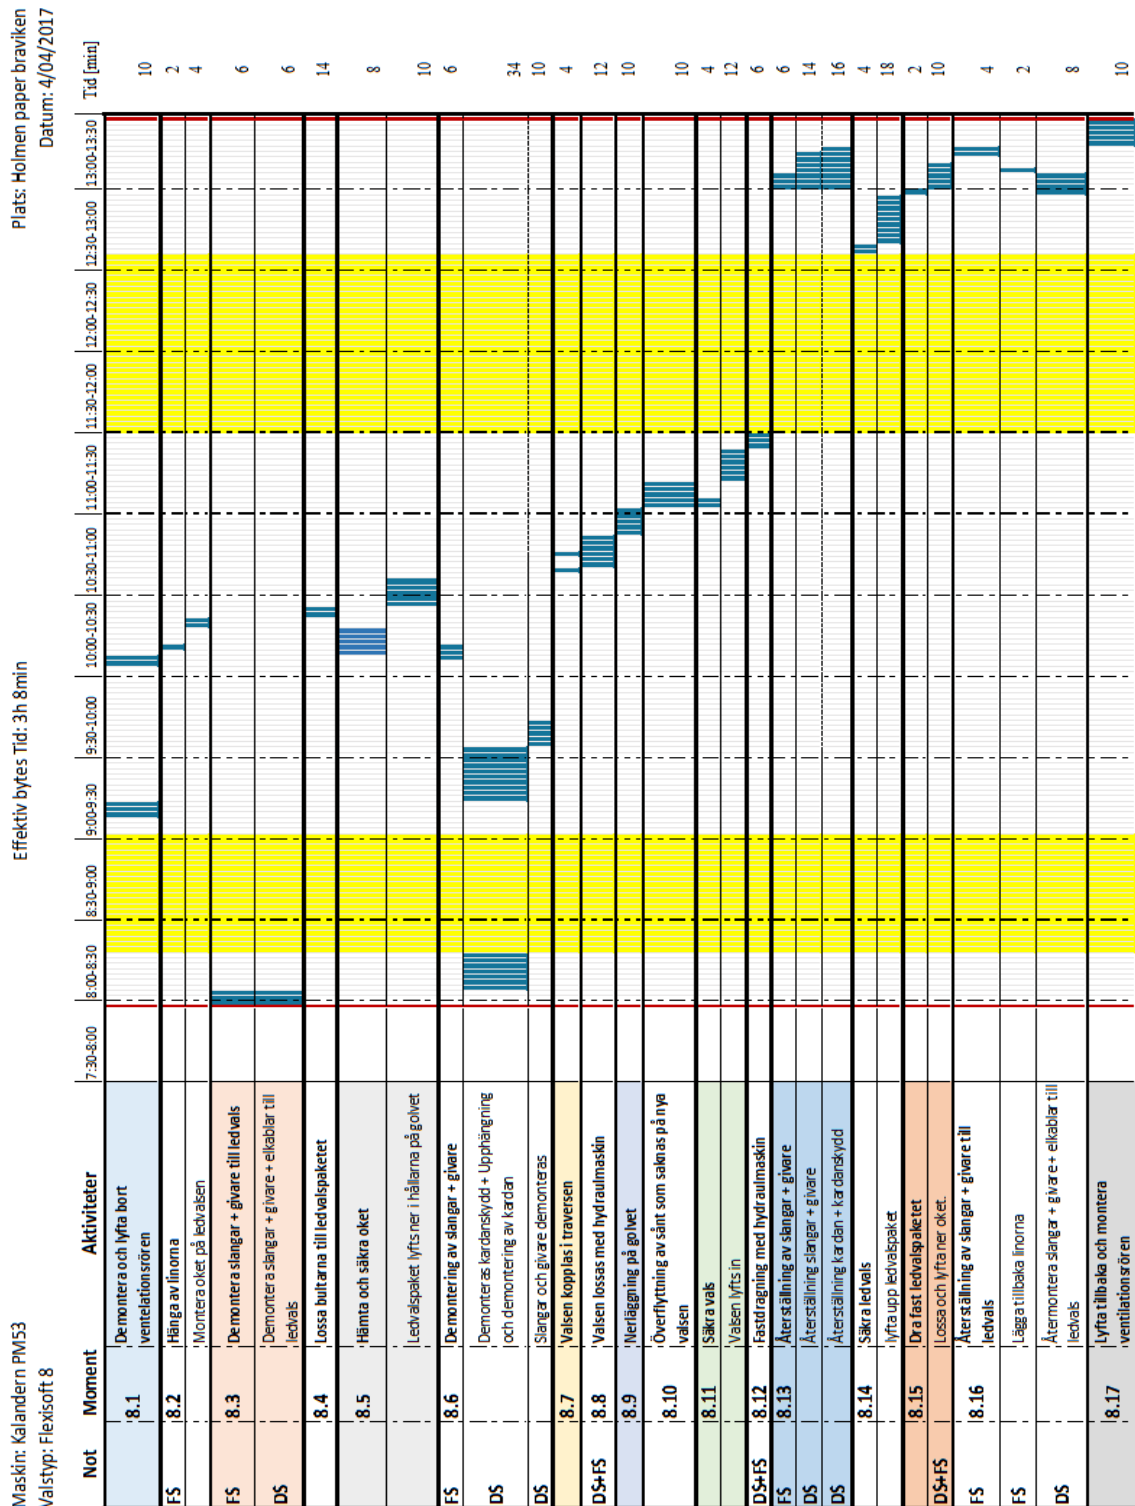 Maskin: Kalandern PM53 Effektiv bytes Tid: 3h 8min Plats: Holmen paper braviken
Valstyp: Flexisoft 8 Datum: 4/04/2017
Not Moment Aktiviteter 7:30-8:00 8:00-8:30 8:30-9:00 9:00-9:30 9:30-10:00 10:00-10:30 10:30-11:00 11:00-11:30 11:30-12:00 12:00-12:30 12:30-13:00 13:00-13:30 Tid [min]
8.1 Demontera och lyfta bort
ventelationsrören 10
FS 8.2 Hänga av linorna 2
Montera oket på ledvalsen 4
FS 8.3 Demontera slangar + givare till ledvals 6
DS Demontera slangar + givare + elkablar till
ledvals 6
8.4 Lossa bultarna till ledvalspaketet 14
8.5 Hämta och säkra oket 8
Ledvalspaket lyfts ner i hållarna på golvet 10
FS 8.6 Demontering av slangar + givare 6
DS Demonteras kardanskydd + Upphängning
och demontering av kardan 34
DS Slangar och givare demonteras 10
8.7 Valsen kopplas i traversen 4
DS+FS 8.8 Valsen lossas med hydraulmaskin 12
8.9 Nerläggning på golvet 10
8.10 Överflyttning av sånt som saknas på nya
valsen 10
8.11 Säkra vals 4
Valsen lyfts in 12
DS+FS 8.12 Fastdragning med hydraulmaskin 6
FS 8.13 Återställning av slangar + givare 6
DS Återställning slangar + givare 14
DS Återställning kardan + kardanskydd 16
8.14 Säkra ledvals 4
lyfta upp ledvalspaket 18
8.15 Dra fast ledvalspaketet 2
DS+FS Lossa och lyfta ner oket. 10
FS 8.16 Återställning av slangar + givare till
ledvals 4
FS Lägga tillbaka linorna 2
DS Återmontera slangar + givare + elkablar till
ledvals 8
8.17 Lyfta tillbaka och montera
ventilationsrören 10